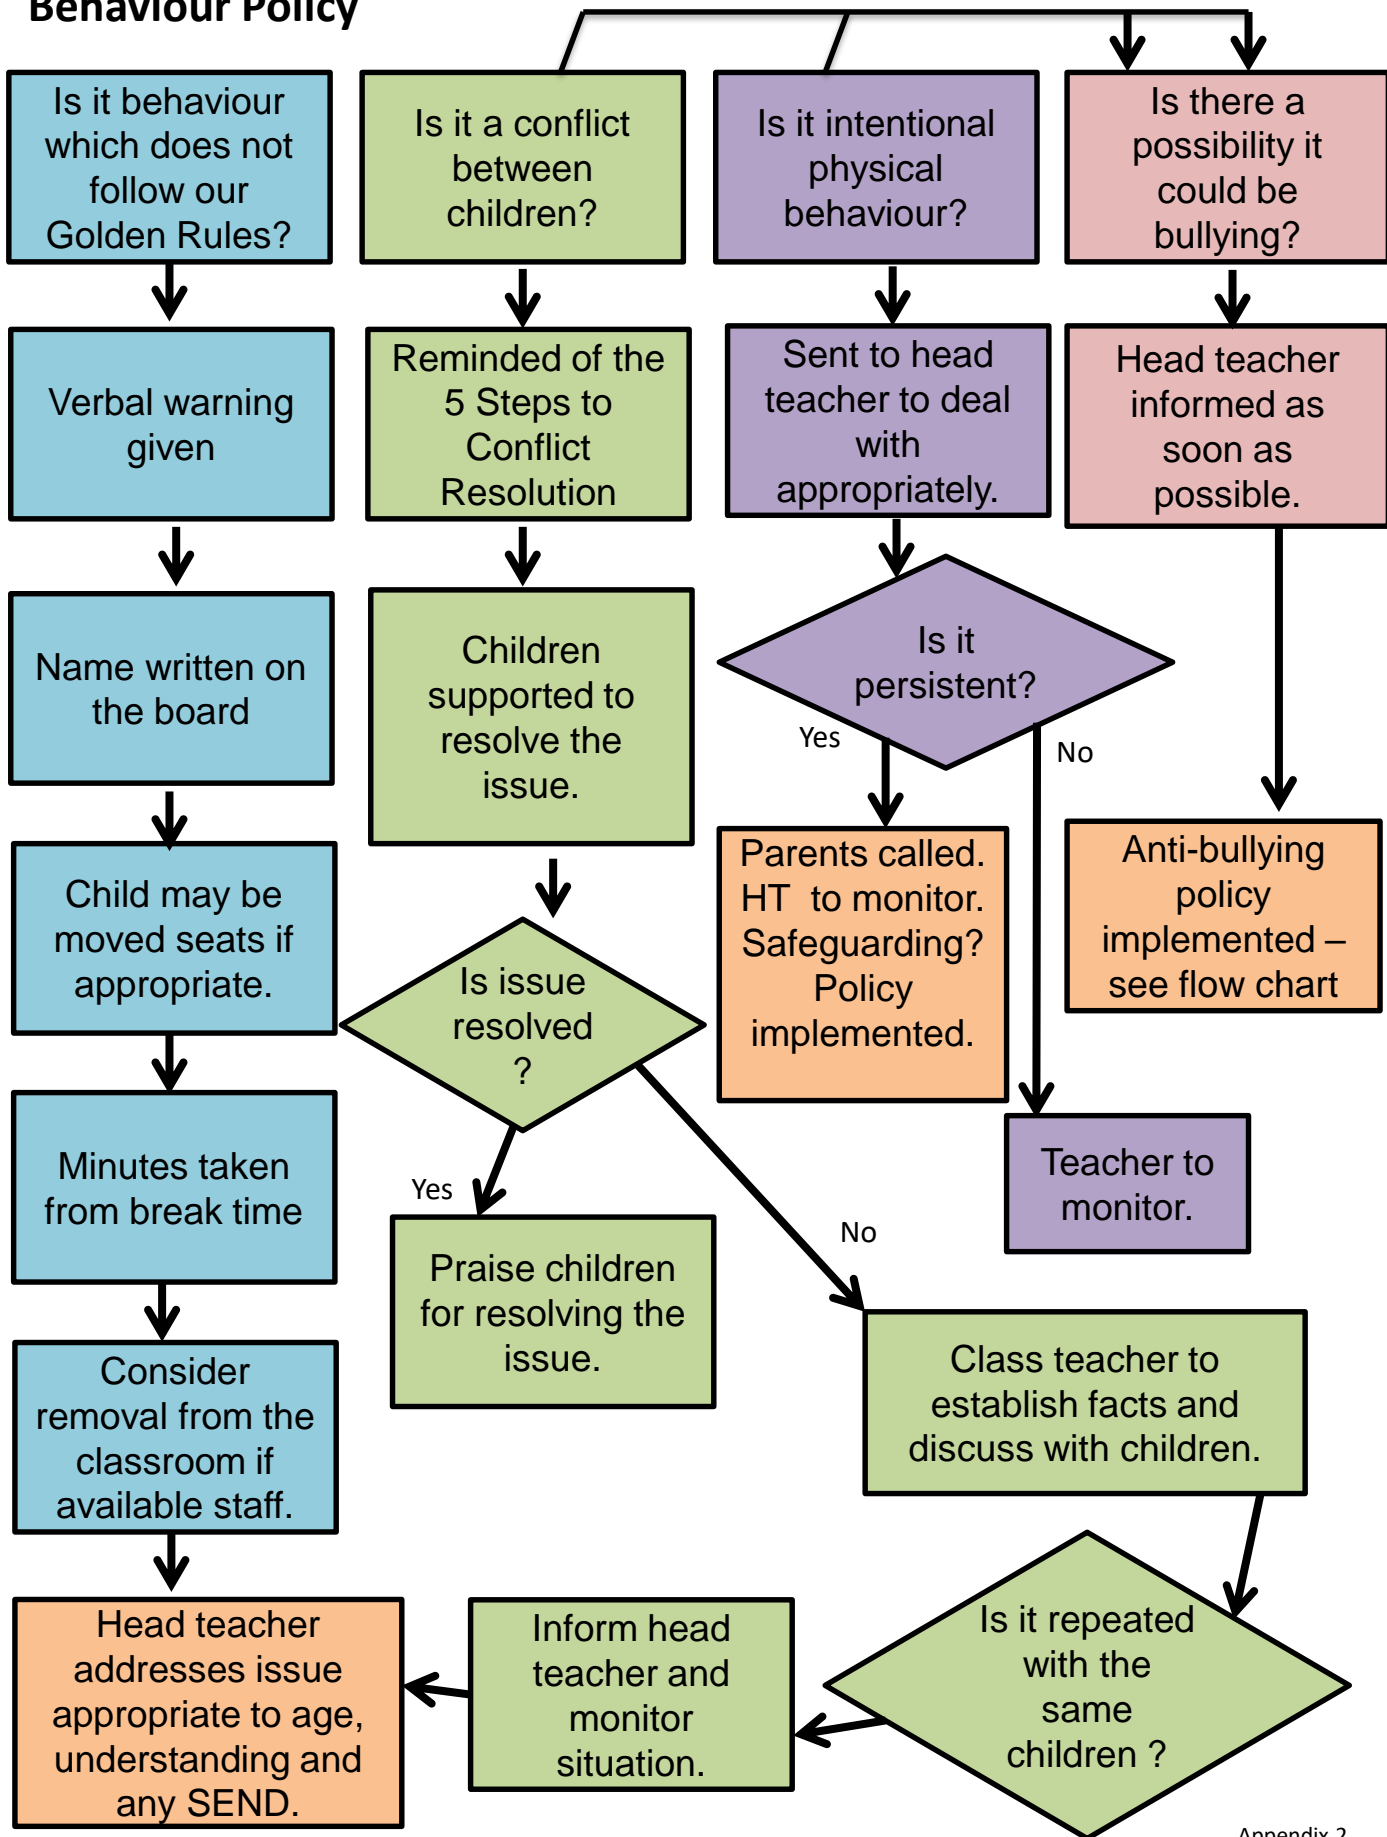 Behaviour Policy
Is it behaviour
which does not
follow our
Golden Rules?
Verbal warning
given
Name written on
the board
Child may be
moved seats if
appropriate.
Minutes taken
from break time
Consider
removal from the
classroom if
available staff.
Head teacher
addresses issue
appropriate to age,
understanding and
any SEND.
Is it a conflict
between
children?
Reminded of the
5 Steps to
Conflict
Resolution
Children
supported to
resolve the
issue.
Is issue
resolved
?
Yes
Praise children
for resolving the
issue.
No
Class teacher to
establish facts and
discuss with children.
Is it repeated
with the
same
children ?
Inform head
teacher and
monitor
situation.
Is it intentional
physical
behaviour?
Sent to head
teacher to deal
with
appropriately.
Is it
persistent?
Yes
Parents called.
HT  to monitor.
Safeguarding?
Policy
implemented.
No
Teacher to
monitor.
Is there a
possibility it
could be
bullying?
Head teacher
informed as
soon as
possible.
Anti-bullying
policy
implemented –
see flow chart
Appendix 2